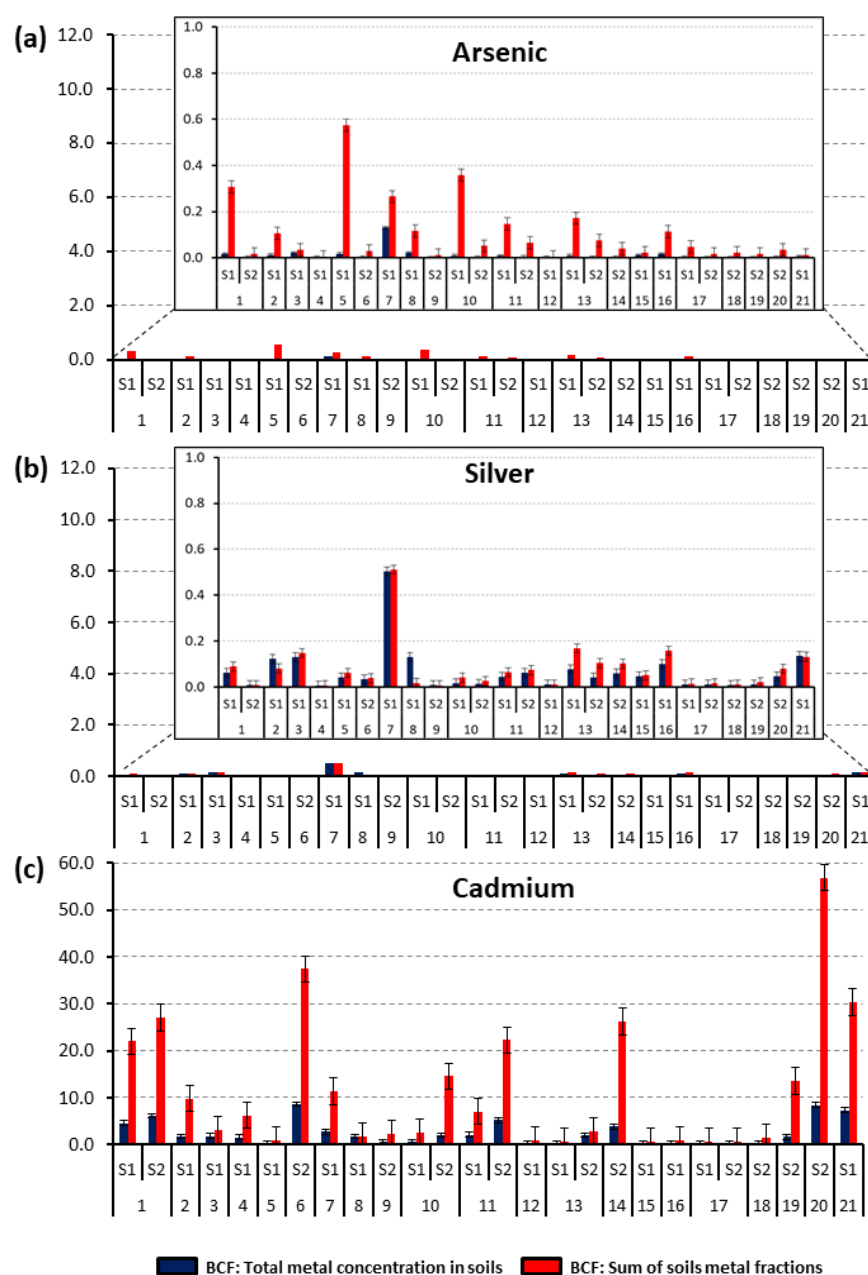 (a)
Arsenic
12.0
10.0
8.0
6.0
4.0
2.0
0.0
1.0
0.8
0.6
0.4
0.2
0.0
S1 S2 S1 S1 S1 S1 S2 S1 S1 S2 S1 S2 S1 S2 S1 S1 S2 S2 S1 S1 S1 S2 S2 S2 S2 S1
1 2 3 4 5 6 7 8 9 10 11 12 13 14 15 16 17 18 19 20 21
S1 S2 S1 S1 S1 S1 S2 S1 S1 S2 S1 S2 S1 S2 S1 S1 S2 S2 S1 S1 S1 S2 S2 S2 S2 S1
1 2 3 4 5 6 7 8 9 10 11 12 13 14 15 16 17 18 19 20 21
(b)
Silver
12.0
10.0
8.0
6.0
4.0
2.0
0.0
1.0
0.8
0.6
0.4
0.2
0.0
S1 S2 S1 S1 S1 S1 S2 S1 S1 S2 S1 S2 S1 S2 S1 S1 S2 S2 S1 S1 S1 S2 S2 S2 S2 S1
1 2 3 4 5 6 7 8 9 10 11 12 13 14 15 16 17 18 19 20 21
S1 S2 S1 S1 S1 S1 S2 S1 S1 S2 S1 S2 S1 S2 S1 S1 S2 S2 S1 S1 S1 S2 S2 S2 S2 S1
1 2 3 4 5 6 7 8 9 10 11 12 13 14 15 16 17 18 19 20 21
(c)
Cadmium
60.0
50.0
40.0
30.0
20.0
10.0
0.0
S1 S2 S1 S1 S1 S1 S2 S1 S1 S2 S1 S2 S1 S2 S1 S1 S2 S2 S1 S1 S1 S2 S2 S2 S2 S1
1 2 3 4 5 6 7 8 9 10 11 12 13 14 15 16 17 18 19 20 21
BCF: Total metal concentration in soils BCF: Sum of soils metal fractions